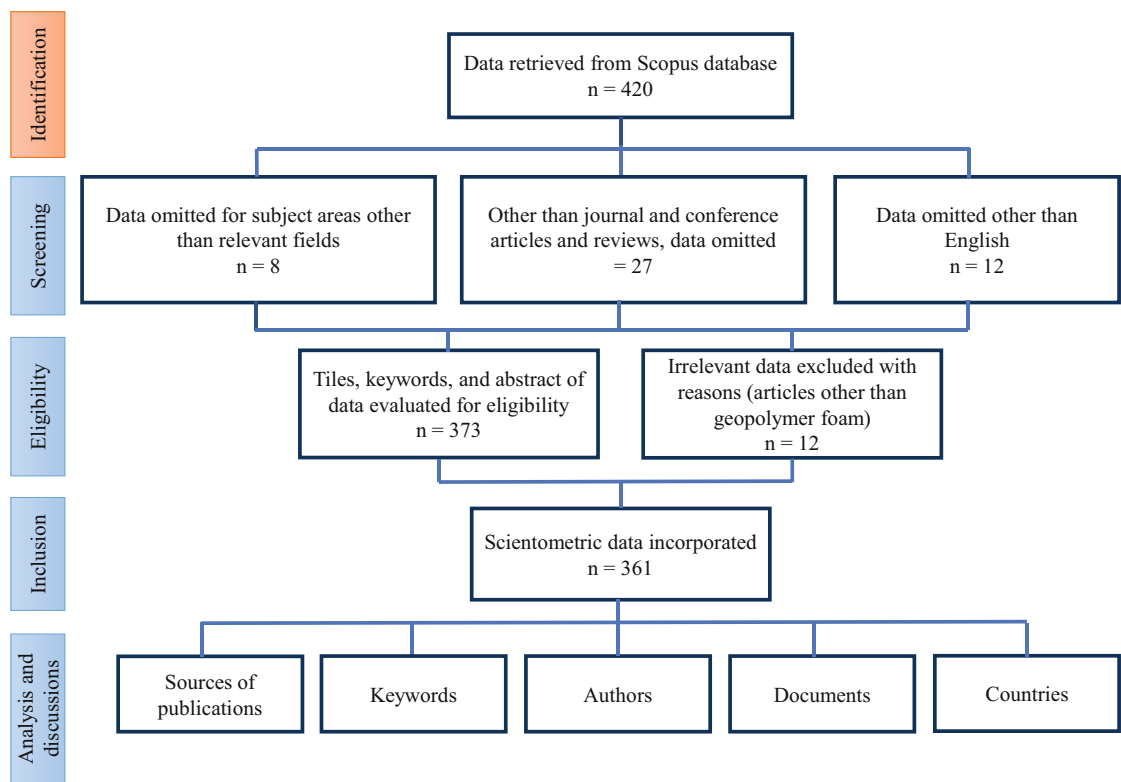 Identification
Data retrieved from Scopus database
n = 420
Screening
Data omitted for subject areas other
than relevant fields
n = 8
Other than journal and conference
articles and reviews, data omitted
= 27
Data omitted other than
English
n = 12
Eligibility
Tiles, keywords, and abstract of
data evaluated for eligibility
n = 373
Irrelevant data excluded with
reasons (articles other than
geopolymer foam)
n = 12
Inclusion
Scientometric data incorporated
n = 361
Analysis and
discussions
Sources of
publications
Keywords
Authors
Documents
Countries